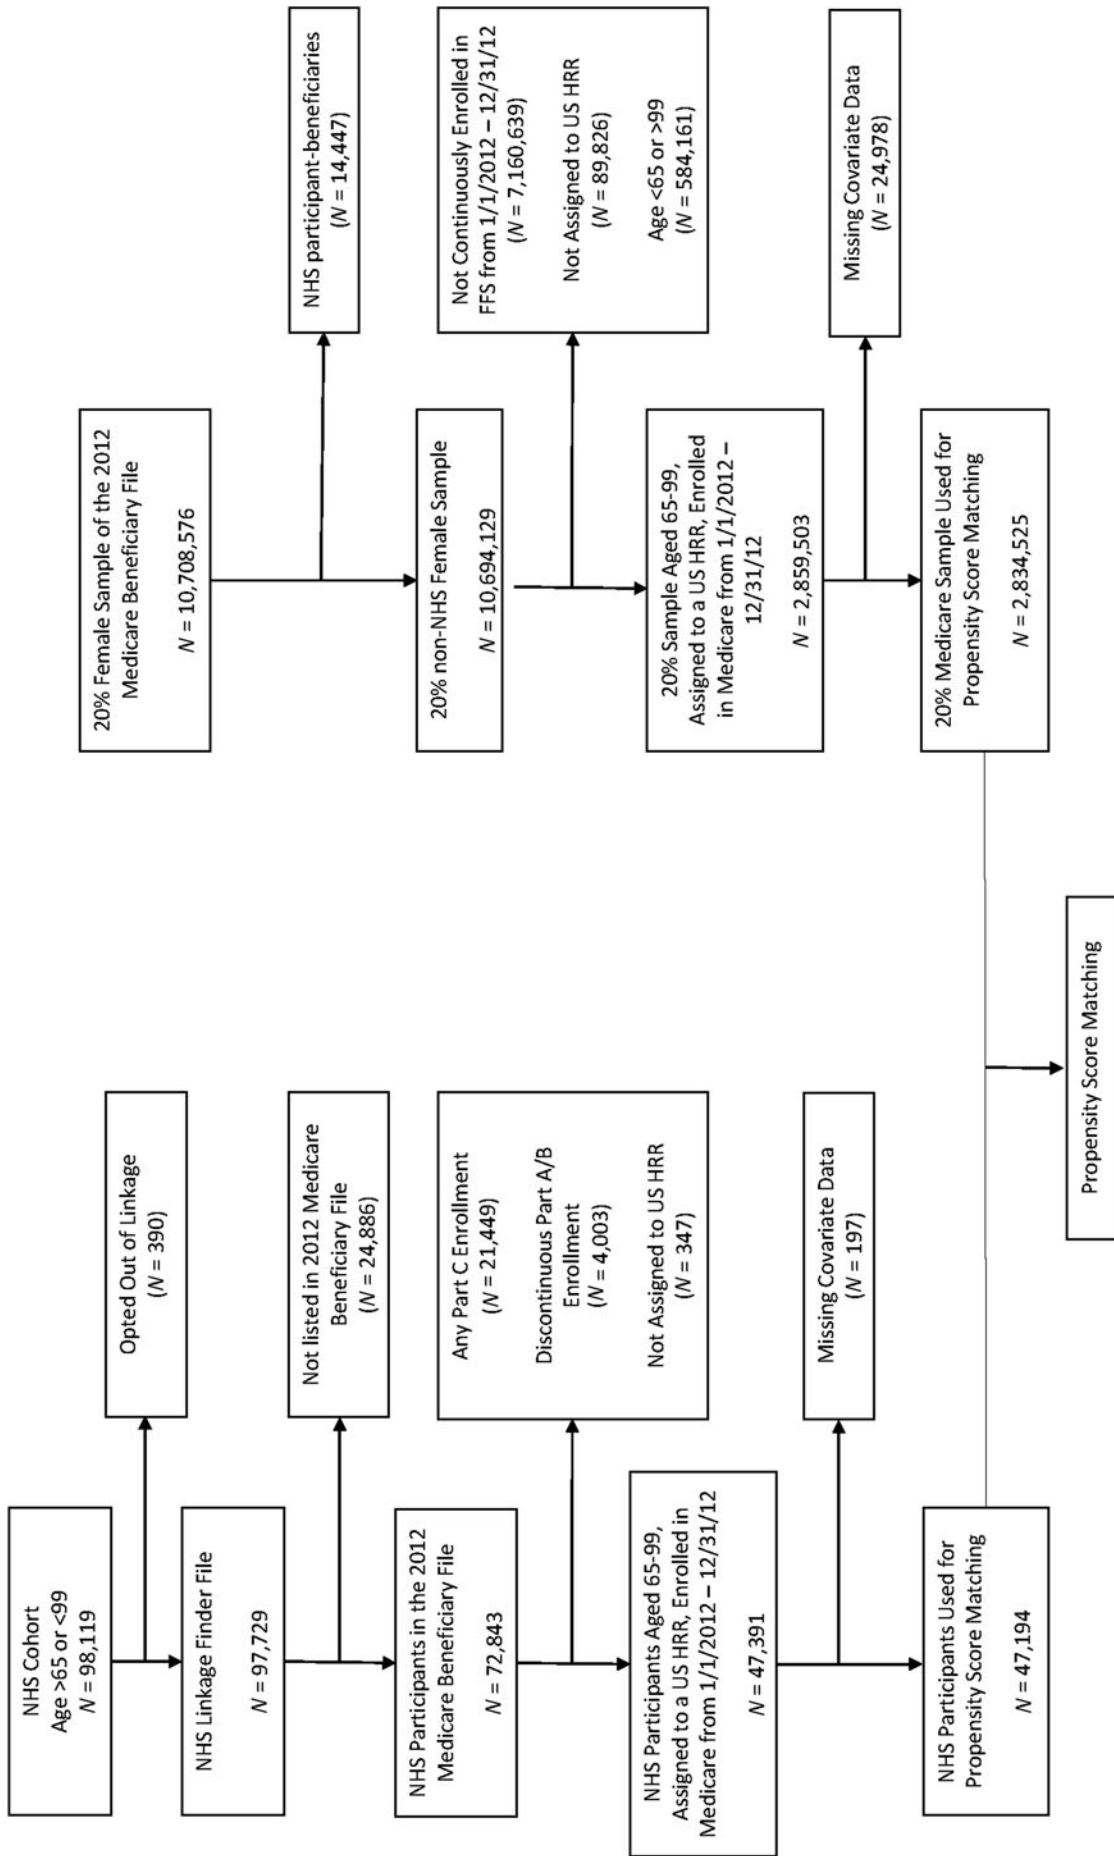 NHS Cohort
Age >65 or <99
N = 98,119
Opted Out of Linkage
(N = 390)
NHS Linkage Finder File
N = 97,729
Not listed in 2012 Medicare
Beneficiary File
(N = 24,886)
NHS Participants in the 2012
Medicare Beneficiary File
N = 72,843
Any Part C Enrollment
(N = 21,449)
Discontinuous Part A/B
Enrollment
(N = 4,003)
Not Assigned to US HRR
(N = 347)
NHS Participants Aged 65-99,
Assigned to a US HRR, Enrolled in
Medicare from 1/1/2012 – 12/31/12
N = 47,391
Missing Covariate Data
(N = 197)
NHS Participants Used for
Propensity Score Matching
N = 47,194
20% Female Sample of the 2012
Medicare Beneficiary File
N = 10,708,576
NHS participant-beneficiaries
(N = 14,447)
20% non-NHS Female Sample
N = 10,694,129
Not Continuously Enrolled in
FFS from 1/1/2012 – 12/31/12
(N = 7,160,639)
Not Assigned to US HRR
(N = 89,826)
Age <65 or >99
(N = 584,161)
20% Sample Aged 65-99,
Assigned to a US HRR, Enrolled
in Medicare from 1/1/2012 –
12/31/12
N = 2,859,503
Missing Covariate Data
(N = 24,978)
20% Medicare Sample Used for
Propensity Score Matching
N = 2,834,525
Propensity Score Matching